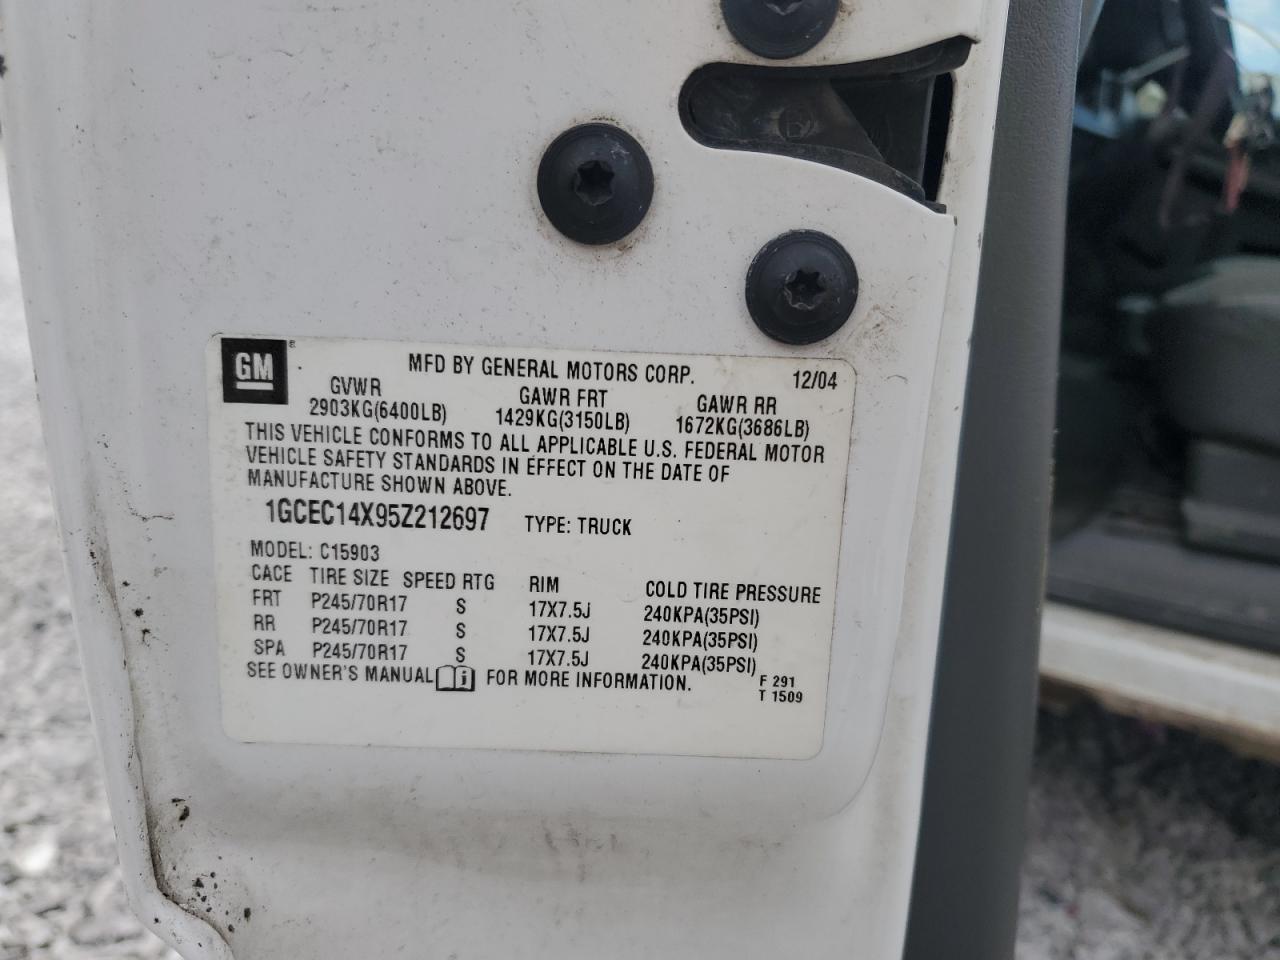 GM ® MFD BY GENERAL MOTORS CORP. 12/04
GVWR GAWR FRT GAWR RR
2903KG(6400LB) 1429KG(3150LB) 1672KG(3686LB)
THIS VEHICLE CONFORMS TO ALL APPLICABLE U.S. FEDERAL MOTOR
VEHICLE SAFETY STANDARDS IN EFFECT ON THE DATE OF
MANUFACTURE SHOWN ABOVE.
1GCEC14X95Z212697 TYPE: TRUCK
MODEL: C15903
CACE TIRE SIZE SPEED RTG RIM COLD TIRE PRESSURE
FRT P245/70R17 S 17X7.5J 240KPA(35PSI)
RR P245/70R17 S 17X7.5J 240KPA(35PSI)
SPA P245/70R17 S 17X7.5J 240KPA(35PSI)
SEE OWNER'S MANUAL i FOR MORE INFORMATION.
F 291
T 1509